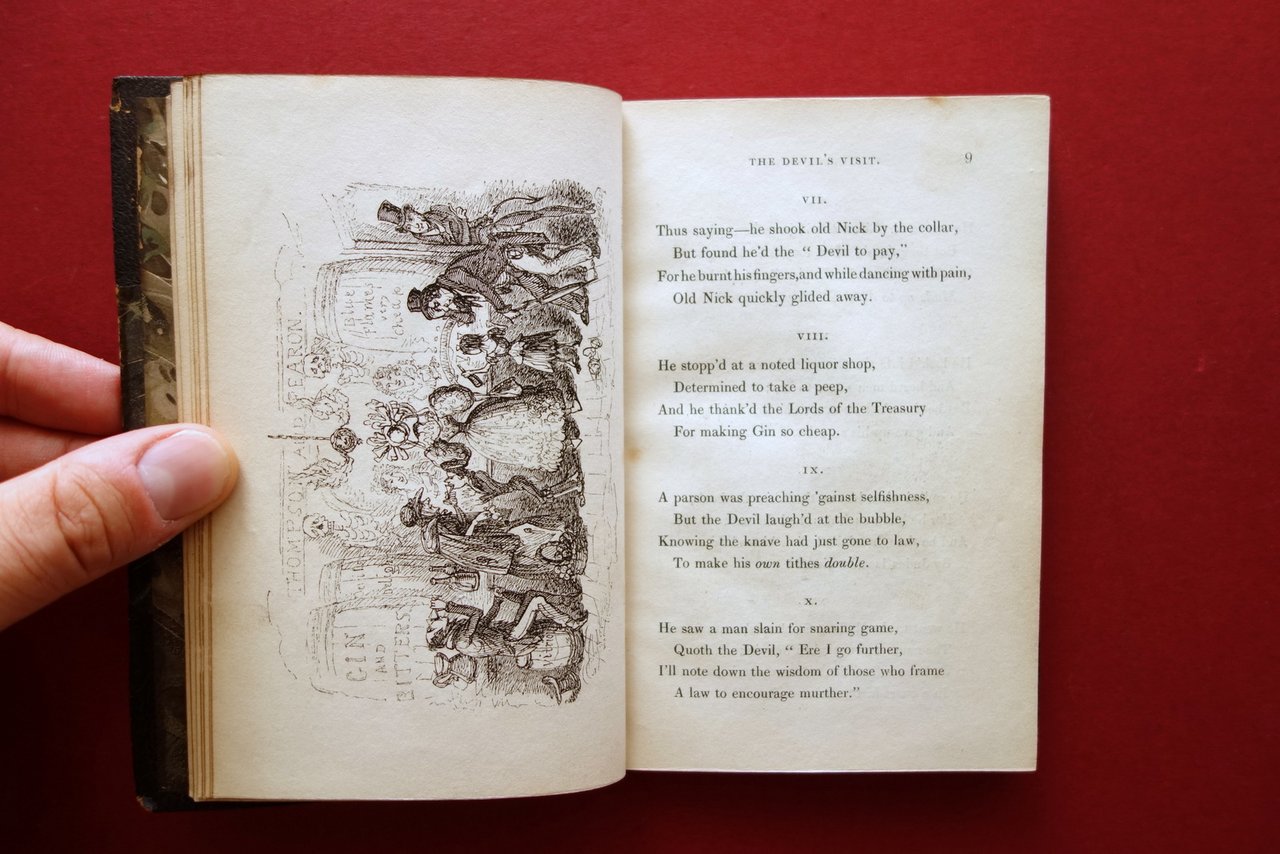 THOMPSON AND FEARON.
GIN
AND
BITTERS
Blue
Flames
very
Cheap
THE DEVIL'S VISIT.
9
VII.
Thus saying—he shook old Nick by the collar,
But found he'd the “ Devil to pay,”
For he burnt his fingers, and while dancing with pain,
Old Nick quickly glided away.
VIII.
He stopp'd at a noted liquor shop,
Determined to take a peep,
And he thank'd the Lords of the Treasury
For making Gin so cheap.
IX.
A parson was preaching 'gainst selfishness,
But the Devil laugh'd at the bubble,
Knowing the knave had just gone to law,
To make his own tithes double.
X.
He saw a man slain for snaring game,
Quoth the Devil, “ Ere I go further,
I'll note down the wisdom of those who frame
A law to encourage murther.”